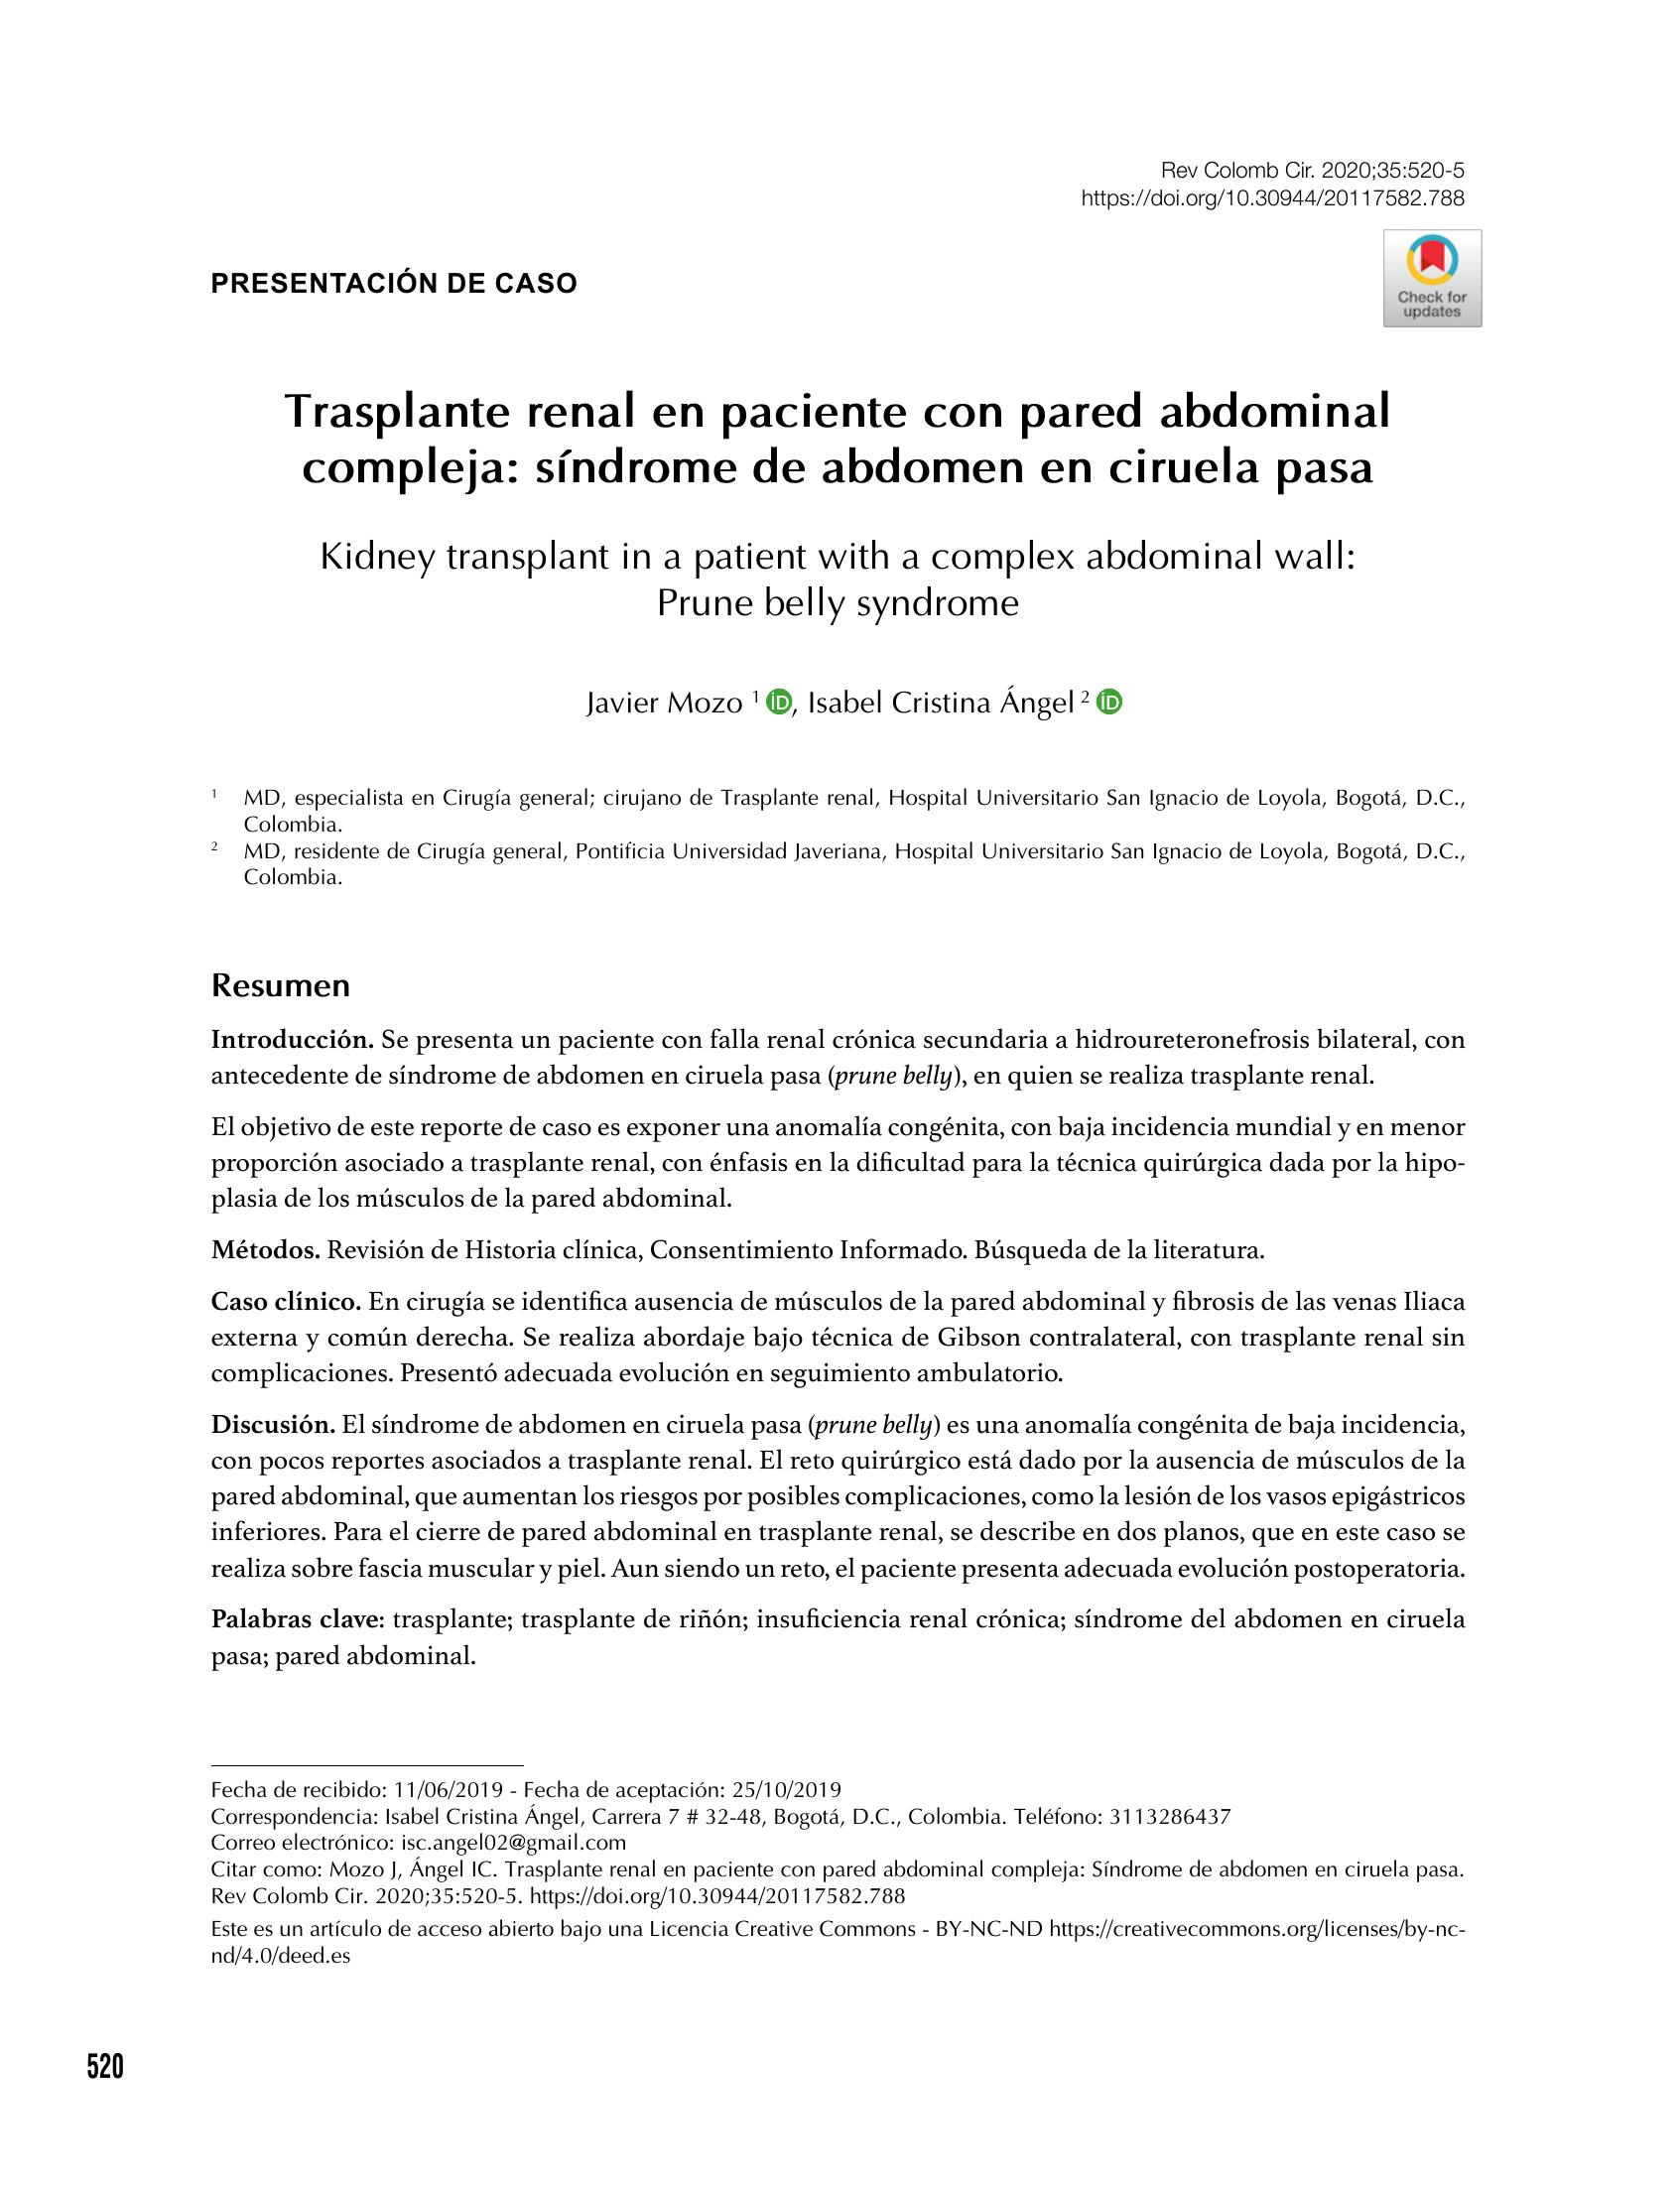 Rev Colomb Cir. 2020;35:520-5
https://doi.org/10.30944/20117582.788
Check for
updates
PRESENTACIÓN DE CASO
Trasplante renal en paciente con pared abdominal
compleja: síndrome de abdomen en ciruela pasa
Kidney transplant in a patient with a complex abdominal wall:
Prune belly syndrome
Javier Mozo 1 iD, Isabel Cristina Ángel 2 iD
1 MD, especialista en Cirugía general; cirujano de Trasplante renal, Hospital Universitario San Ignacio de Loyola, Bogotá, D.C.,
Colombia.
2 MD, residente de Cirugía general, Pontificia Universidad Javeriana, Hospital Universitario San Ignacio de Loyola, Bogotá, D.C.,
Colombia.
Resumen
Introducción. Se presenta un paciente con falla renal crónica secundaria a hidroureteronefrosis bilateral, con
antecedente de síndrome de abdomen en ciruela pasa (prune belly), en quien se realiza trasplante renal.
El objetivo de este reporte de caso es exponer una anomalía congénita, con baja incidencia mundial y en menor
proporción asociado a trasplante renal, con énfasis en la dificultad para la técnica quirúrgica dada por la hipo-
plasia de los músculos de la pared abdominal.
Métodos. Revisión de Historia clínica, Consentimiento Informado. Búsqueda de la literatura.
Caso clínico. En cirugía se identifica ausencia de músculos de la pared abdominal y fibrosis de las venas Iliaca
externa y común derecha. Se realiza abordaje bajo técnica de Gibson contralateral, con trasplante renal sin
complicaciones. Presentó adecuada evolución en seguimiento ambulatorio.
Discusión. El síndrome de abdomen en ciruela pasa (prune belly) es una anomalía congénita de baja incidencia,
con pocos reportes asociados a trasplante renal. El reto quirúrgico está dado por la ausencia de músculos de la
pared abdominal, que aumentan los riesgos por posibles complicaciones, como la lesión de los vasos epigástricos
inferiores. Para el cierre de pared abdominal en trasplante renal, se describe en dos planos, que en este caso se
realiza sobre fascia muscular y piel. Aun siendo un reto, el paciente presenta adecuada evolución postoperatoria.
Palabras clave: trasplante; trasplante de riñón; insuficiencia renal crónica; síndrome del abdomen en ciruela
pasa; pared abdominal.
Fecha de recibido: 11/06/2019 - Fecha de aceptación: 25/10/2019
Correspondencia: Isabel Cristina Ángel, Carrera 7 # 32-48, Bogotá, D.C., Colombia. Teléfono: 3113286437
Correo electrónico: isc.angel02@gmail.com
Citar como: Mozo J, Ángel IC. Trasplante renal en paciente con pared abdominal compleja: Síndrome de abdomen en ciruela pasa.
Rev Colomb Cir. 2020;35:520-5. https://doi.org/10.30944/20117582.788
Este es un artículo de acceso abierto bajo una Licencia Creative Commons - BY-NC-ND https://creativecommons.org/licenses/by-nc-
nd/4.0/deed.es
520